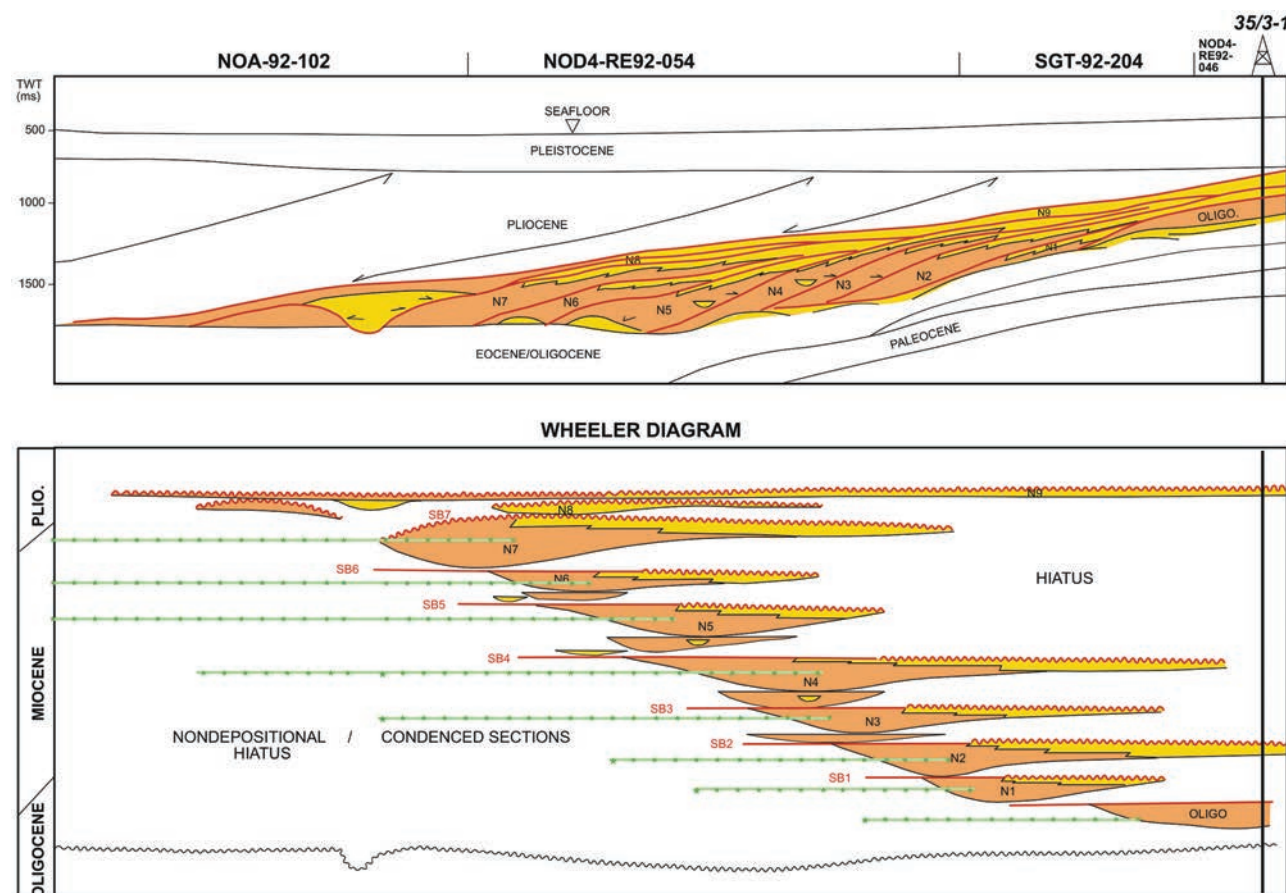 35/3-1
NOA-92-102
NOD4-RE92-054
SGT-92-204
NOD4-
RE92-
046
TWT
(ms)
SEAFLOOR
500
PLEISTOCENE
1000
N9
OLIGO.
PLIOCENE
N1
N8
N2
1500
N3
N4
N7
N6
N5
PALEOCENE
EOCENE/OLIGOCENE
WHEELER DIAGRAM
PLIO.
N9
N8
SB7
N7
SB6
N6
HIATUS
SB5
N5
MIOCENE
SB4
N4
SB3
N3
NONDEPOSITIONAL / CONDENCED SECTIONS
HIATUS
SB2
N2
SB1
N1
OLIGO
OLIGOCENE